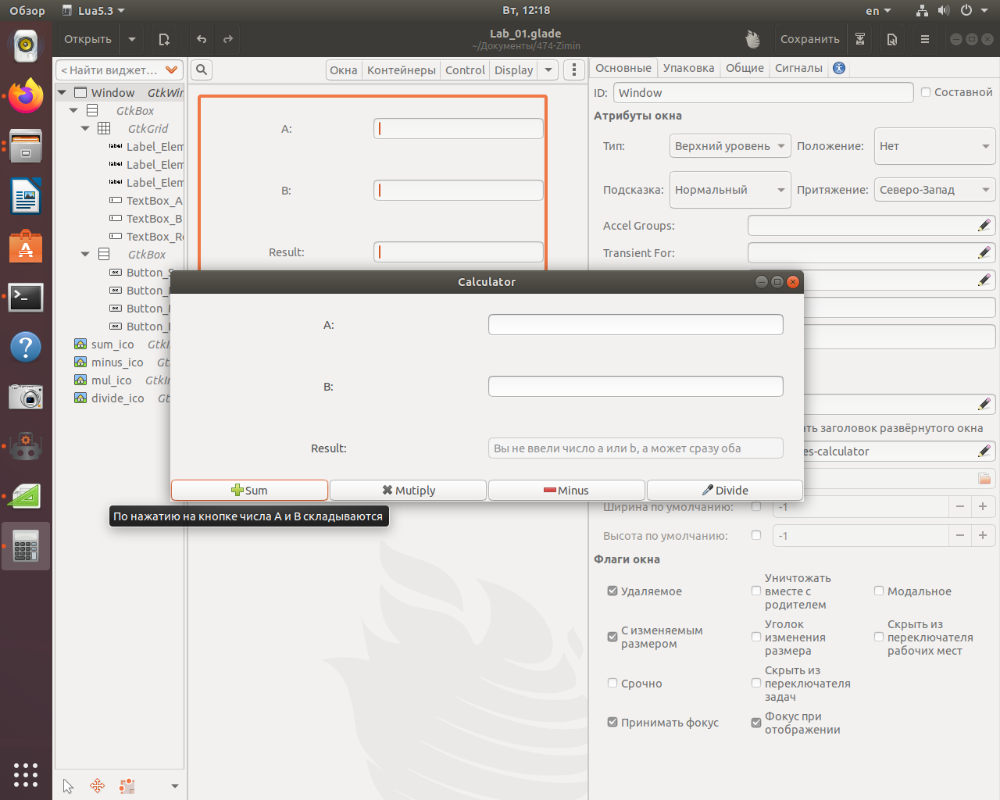 Обзор
Lua5.3
Вт, 12:18
en
Открыть
Lab_01.glade
~/Документы/474-Zimin
Сохранить
< Найти виджет...
Окна
Контейнеры
Control
Display
Основные
Упаковка
Общие
Сигналы
Window GtkWin
GtkBox
GtkGrid
Label_Elem
Label_Elem
Label_Elem
TextBox_A
TextBox_B
TextBox_Re
GtkBox
Button_S
Button_
Button_
Button_
sum_ico GtkI
minus_ico Gt
mul_ico GtkIn
divide_ico Gt
A:
B:
Result:
ID:
Window
Составной
Атрибуты окна
Тип:
Верхний уровень
Положение:
Нет
Подсказка:
Нормальный
Притяжение:
Северо-Запад
Accel Groups:
Transient For:
ть заголовок развёрнутого окна
es-calculator
Ширина по умолчанию:
-1
Высота по умолчанию:
-1
Флаги окна
Удаляемое
Уничтожать
вместе с
родителем
Модальное
С изменяемым
размером
Уголок
изменения
размера
Скрыть из
переключателя
рабочих мест
Срочно
Скрыть из
переключателя
задач
Принимать фокус
Фокус при
отображении
Calculator
A:
B:
Result:
Вы не ввели число a или b, а может сразу оба
Sum
Mutiply
Minus
Divide
По нажатию на кнопке числа А и В складываются